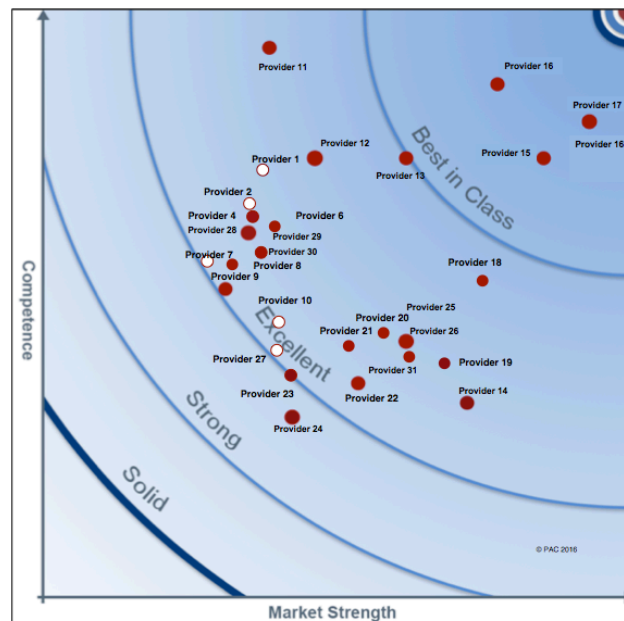 Provider 16
Provider 11
Provider 17
Provider 16
Provider 12
Provider 1
Provider 13
Provider 15
Best in Class
Provider 2
Provider 4
Provider 6
Provider 28
Provider 29
Provider 7
Provider 30
Provider 8
Provider 9
Provider 18
Provider 10
Provider 25
Provider 20
Provider 21
Provider 26
Excellent
Provider 27
Provider 31
Provider 19
Provider 23
Provider 22
Provider 14
Provider 24
Strong
Solid
Competence
© PAC 2016
Market Strength